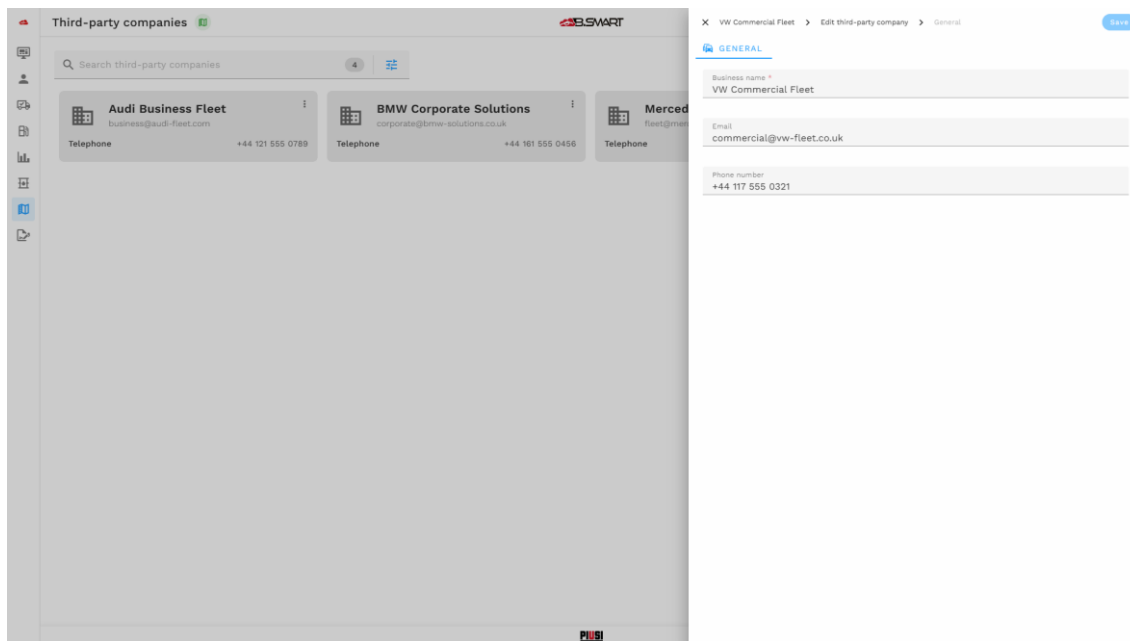 Third-party companies
B.SMART
Search third-party companies
4
Audi Business Fleet
business@audi-fleet.com
Telephone +44 121 555 0789
BMW Corporate Solutions
corporate@bmw-solutions.co.uk
Telephone +44 161 555 0456
Merced
fleet@mer
Telephone
VW Commercial Fleet > Edit third-party company > General
Save
GENERAL
Business name *
VW Commercial Fleet
Email
commercial@vw-fleet.co.uk
Phone number
+44 117 555 0321
PIUSI